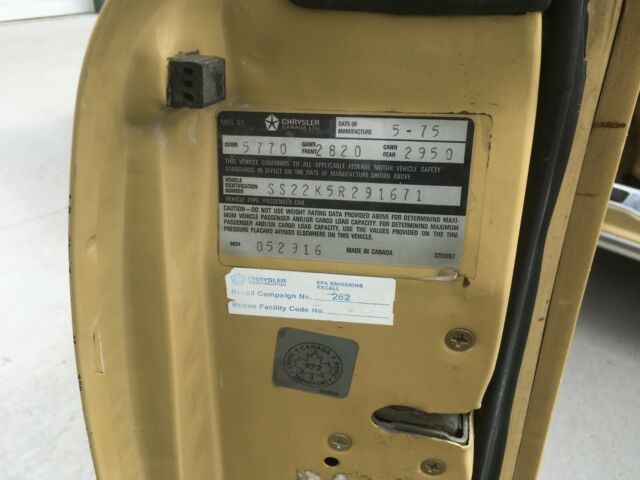 MFG BY CHRYSLER CANADA LTD. DATE OF MANUFACTURE 5-75
GVWR 5770 GAWR FRONT 2820 GAWR REAR 2950
THIS VEHICLE CONFORMS TO ALL APPLICABLE FEDERAL MOTOR VEHICLE SAFETY
STANDARDS IN EFFECT ON THE DATE OF MANUFACTURE SHOWN ABOVE.
VEHICLE IDENTIFICATION NUMBER SS22K5R291671
VEHICLE TYPE: PASSENGER CAR
CAUTION—DO NOT USE WEIGHT RATING DATA ABOVE FOR DETERMINING MAXI-
MUM VEHICLE PASSENGER AND/OR CARGO LOAD CAPACITY. FOR DETERMINING MAXIMUM
PASSENGER AND/OR CARGO LOAD CAPACITY, USE THE VALUES PROVIDED ON THE
TIRE PRESSURE PLACARD AFFIXED ELSEWHERE ON THIS VEHICLE.
MDH 052916 MADE IN CANADA
CHRYSLER CORPORATION EPA EMISSIONS RECALL
Recall Campaign No. 262
Repair Facility Code No.
CANADA
972
TRANSPORT